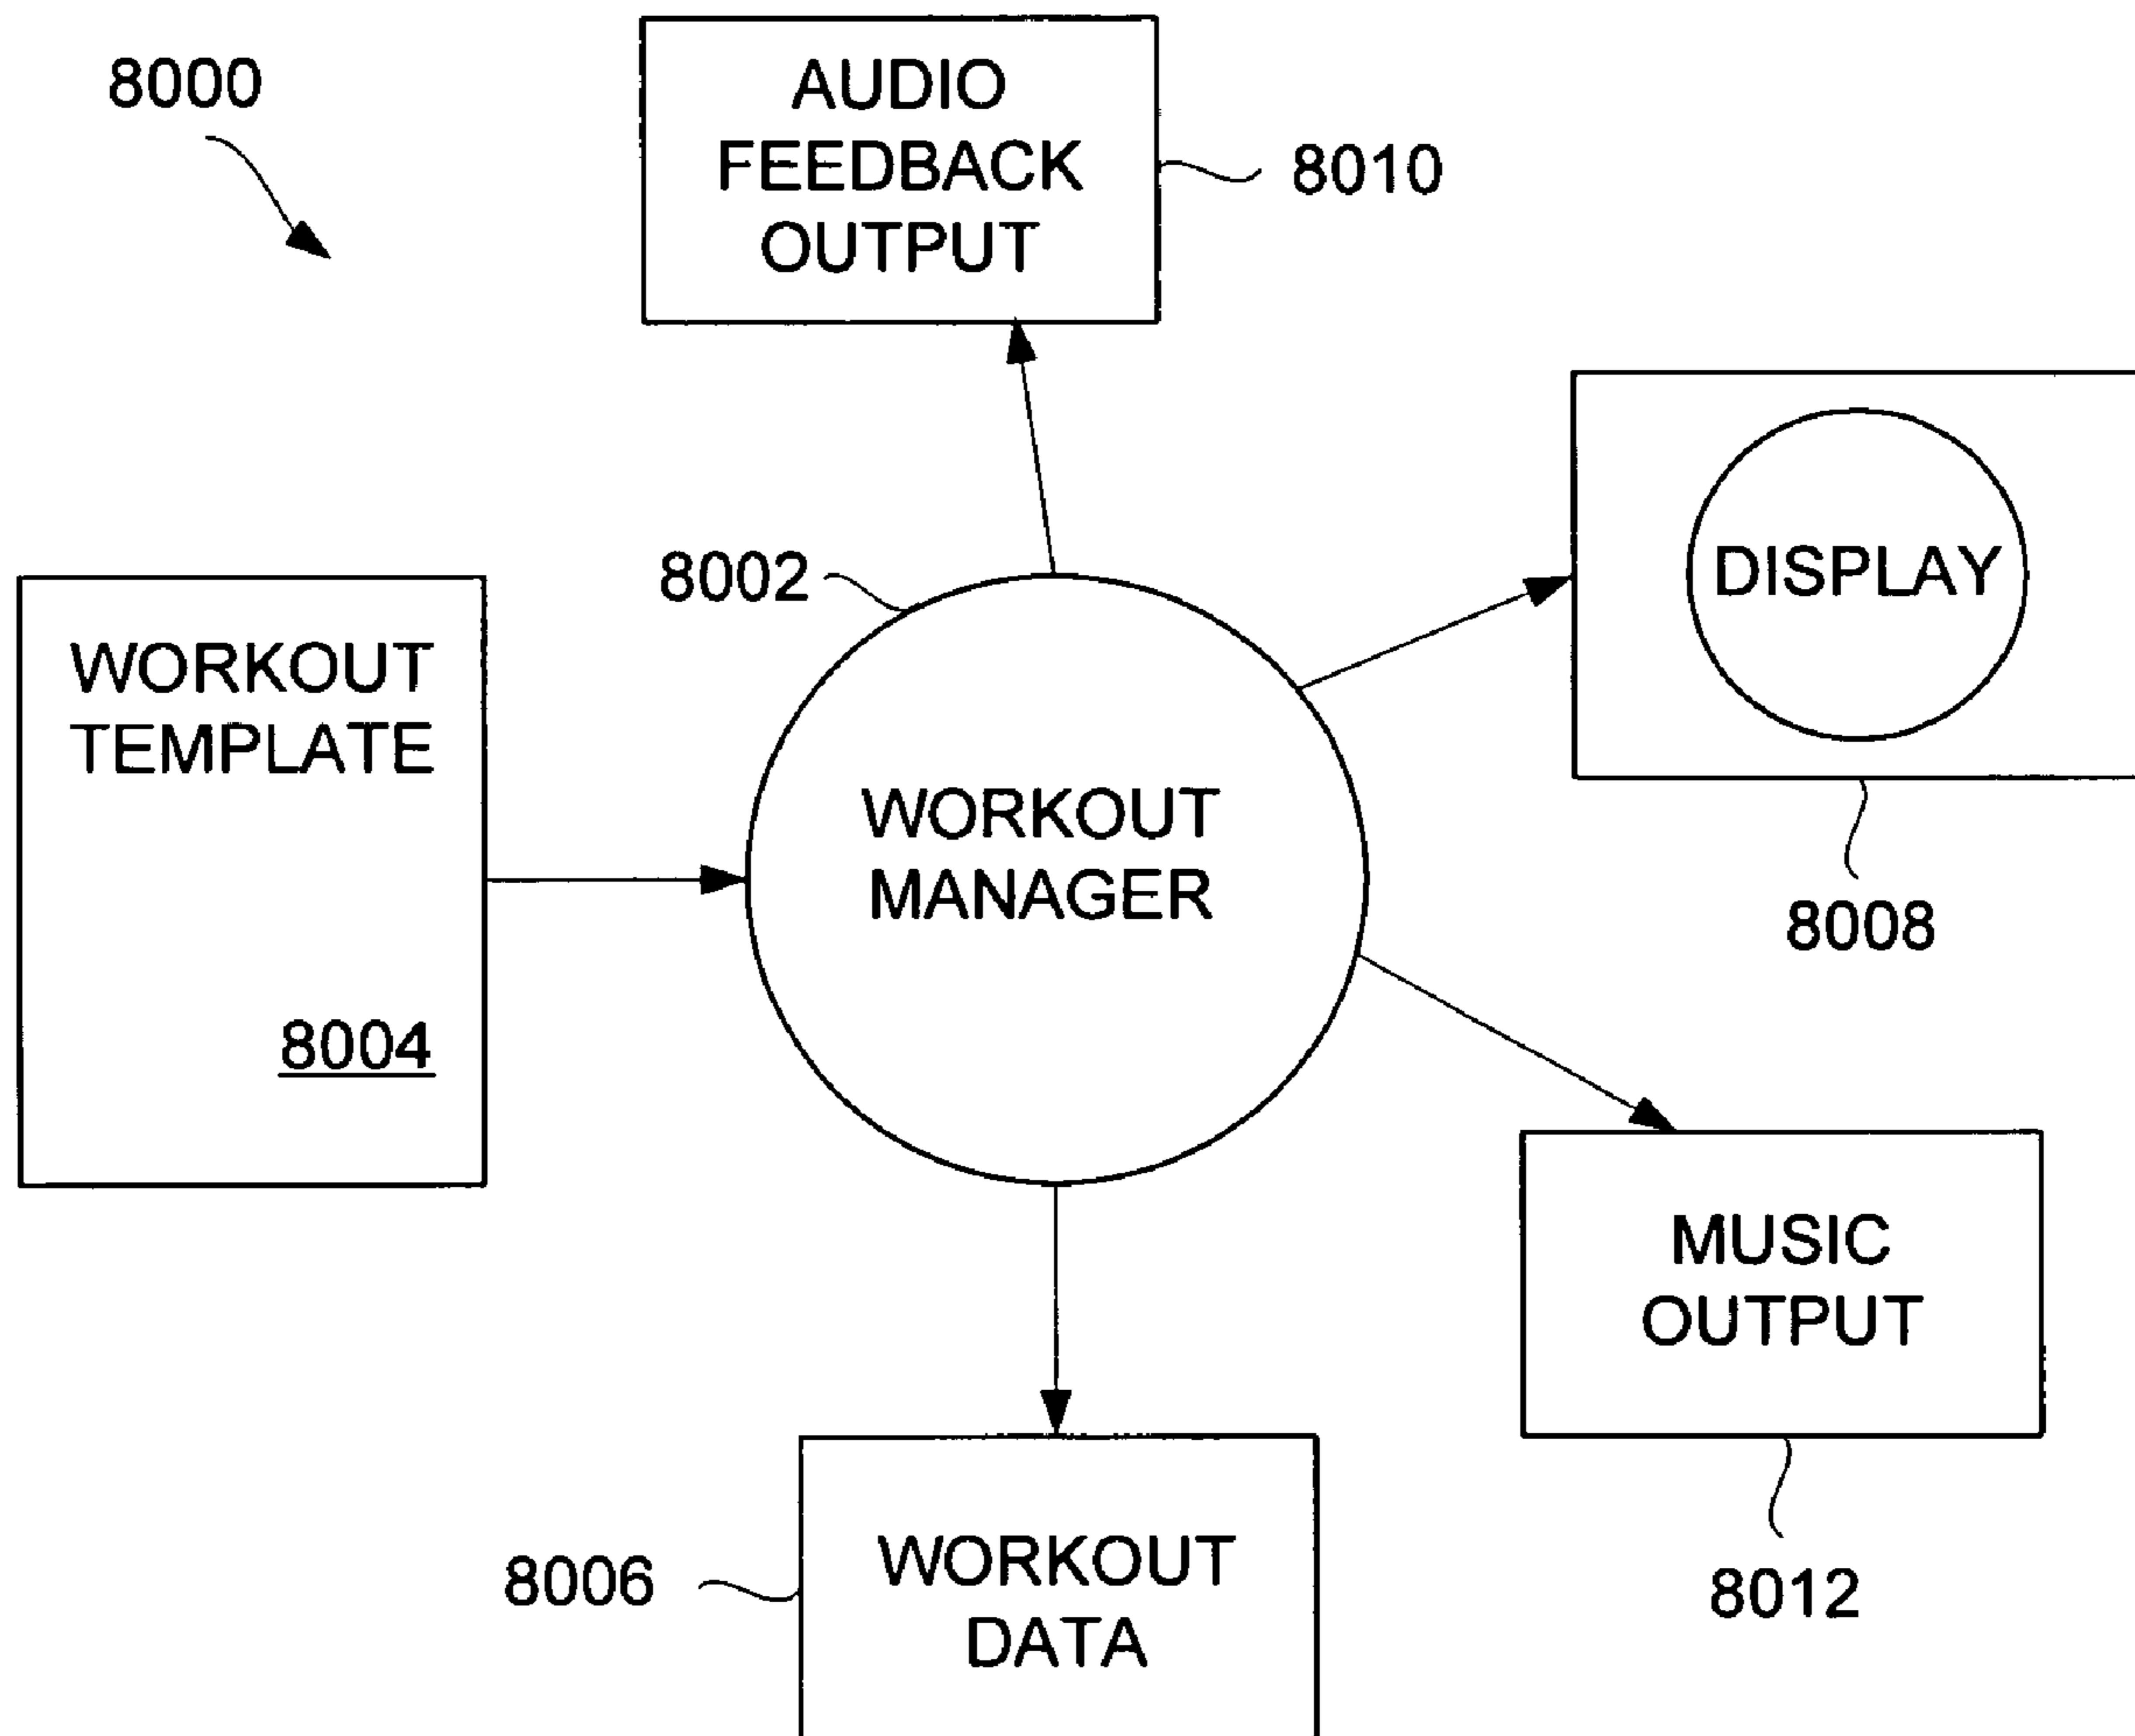 8000
AUDIO
FEEDBACK
OUTPUT
8010
8002
DISPLAY
8008
WORKOUT
TEMPLATE
8004
WORKOUT
MANAGER
MUSIC
OUTPUT
8012
8006
WORKOUT
DATA